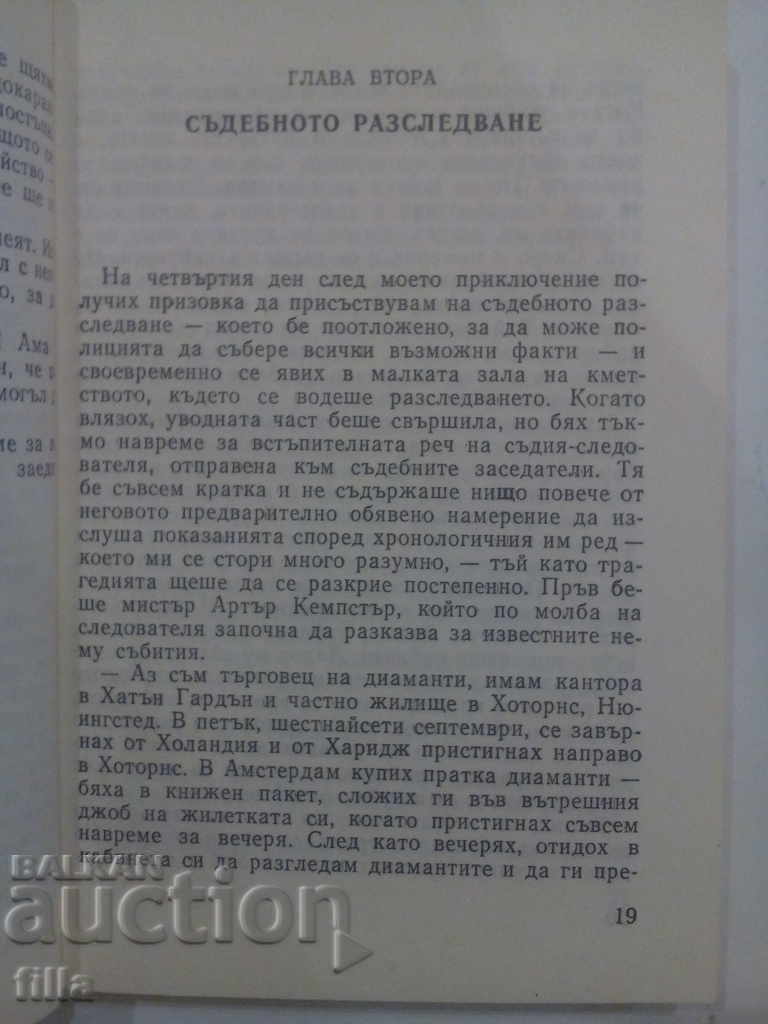 ГЛАВА ВТОРА
СЪДЕБНОТО РАЗСЛЕДВАНЕ
На четвъртия ден след моето приключение по-
лучих призовка да присъствувам на съдебното раз-
следване — което бе поотложено, за да може по-
лицията да събере всички възможни факти — и
своевременно се явих в малката зала на кмет-
ството, където се водеше разследването. Когато
влязох, уводната част беше свършила, но бях тък-
мо навреме за встъпителната реч на съдия-следо-
вателя, отправена към съдебните заседатели. Тя
бе съвсем кратка и не съдържаше нищо повече от
неговото предварително обявено намерение да из-
слуша показанията според хронологичния им ред —
което ми се стори много разумно, — тъй като тра-
гедията щеше да се разкрие постепенно. Пръв бе-
ше мистър Артър Кемпстър, който по молба на
следователя започна да разказва за известните не-
му събития.
— Аз съм търговец на диаманти, имам кантора
в Хатън Гардън и частно жилище в Хоторнс, Ню-
ингстед. В петък, шестнайсети септември, се завър-
нах от Холандия и от Харидж пристигнах направо
в Хоторнс. В Амстердам купих пратка диаманти —
бяха в книжен пакет, сложих ги във вътрешния
джоб на жилетката си, когато пристигнах съвсем
навреме за вечеря. След като вечерях, отидох в
кабинета си да разгледам диамантите и да ги пре-
19
BALKAN
auction
filla